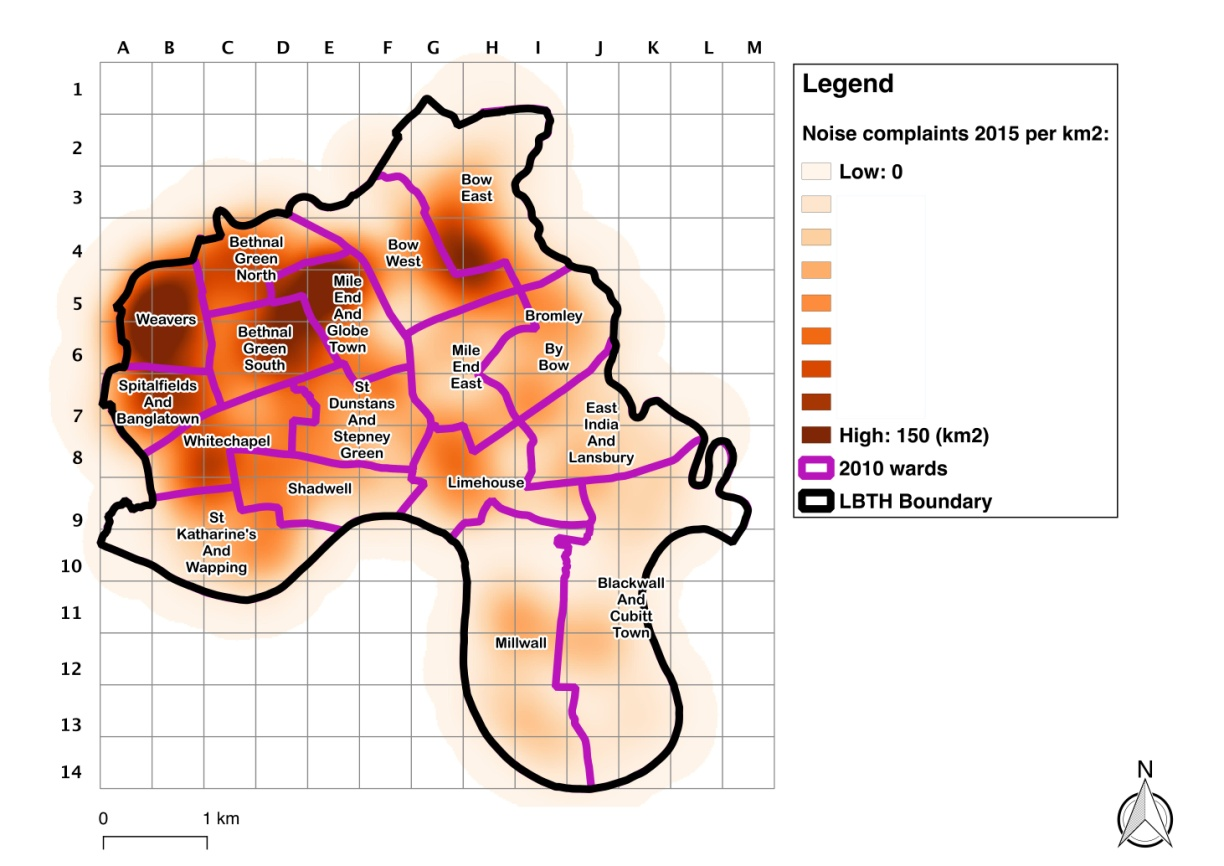 A B C D E F G H I J K L M
1
2
3
4
5
6
7
8
9
10
11
12
13
14
Bow
East
Bethnal
Green
North
Bow
West
Mile
End
And
Globe
Town
Weavers
Bromley
By
Bow
Bethnal
Green
South
Mile
End
East
Spitalfields
And
Banglatown
St
Dunstans
And
Stepney
Green
East
India
And
Lansbury
Whitechapel
Shadwell
Limehouse
St
Katharine's
And
Wapping
Blackwall
And
Cubitt
Town
Millwall
0 1 km
Legend
Noise complaints 2015 per km2:
Low: 0
High: 150 (km2)
2010 wards
LBTH Boundary
N